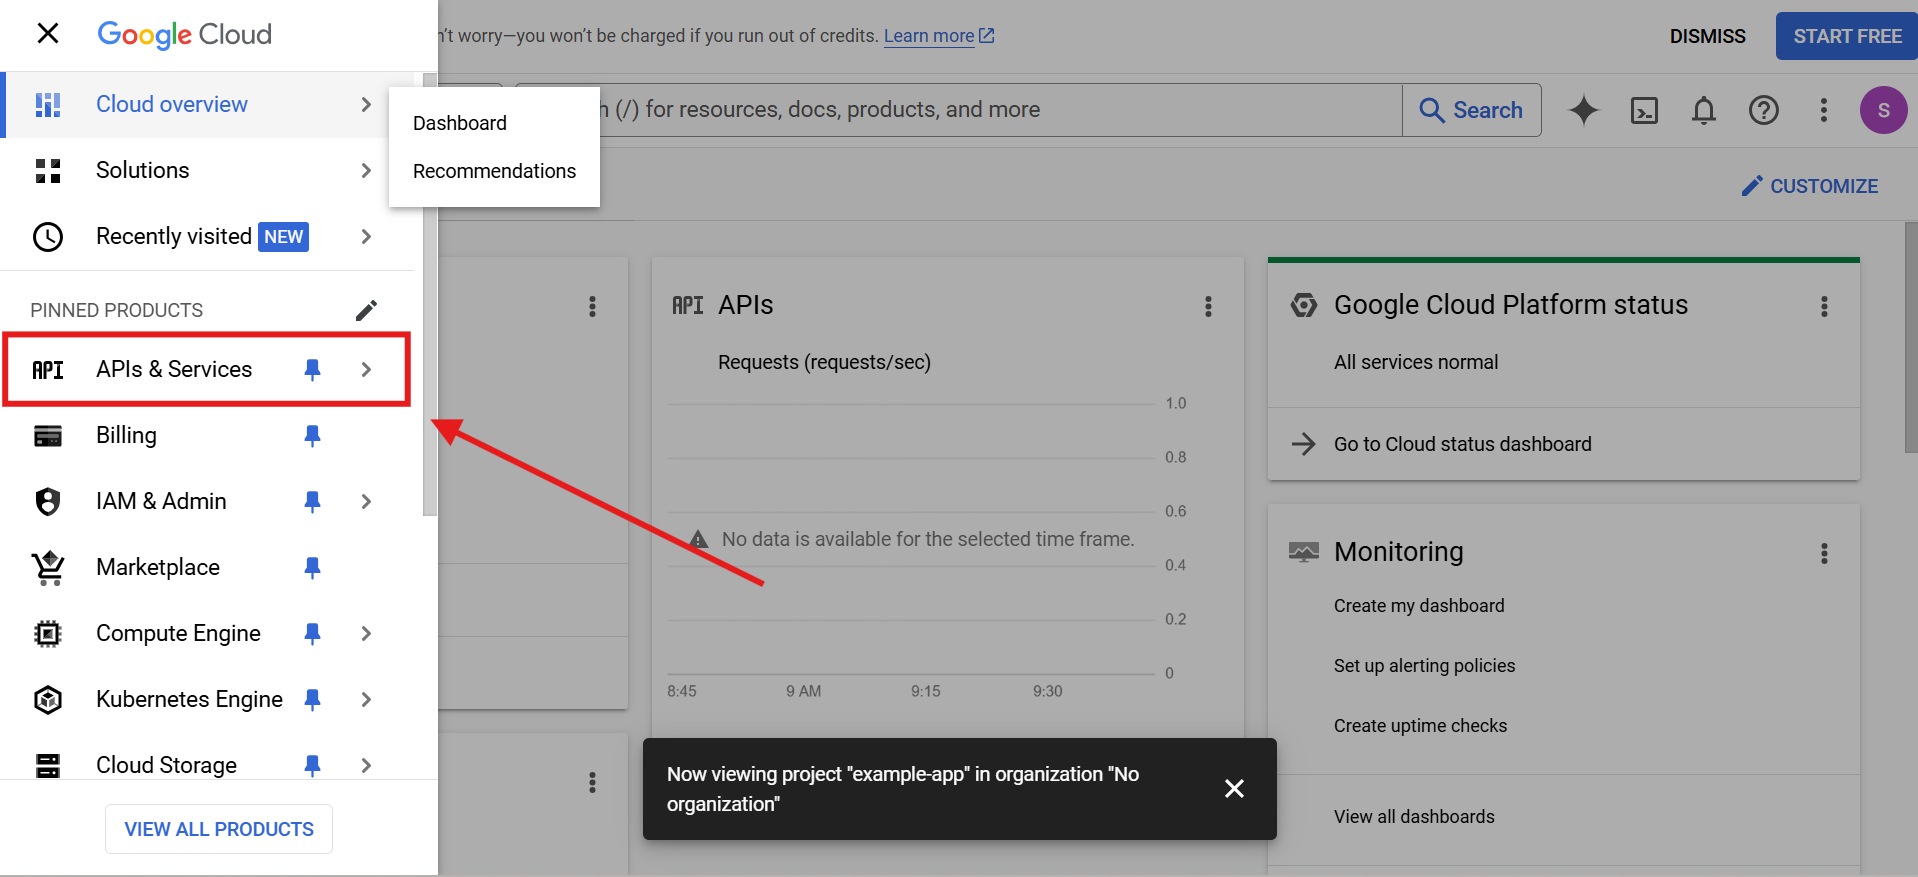 Google Cloud
n't worry—you won't be charged if you run out of credits. Learn more
DISMISS
START FREE
Cloud overview
Dashboard
Recommendations
h (/) for resources, docs, products, and more
Search
S
Solutions
CUSTOMIZE
Recently visited NEW
PINNED PRODUCTS
API APIs & Services
Billing
IAM & Admin
Marketplace
Compute Engine
Kubernetes Engine
Cloud Storage
VIEW ALL PRODUCTS
API APIs
Requests (requests/sec)
1.0
0.8
0.6
No data is available for the selected time frame.
0.4
0.2
0
8:45
9 AM
9:15
9:30
Google Cloud Platform status
All services normal
Go to Cloud status dashboard
Monitoring
Create my dashboard
Set up alerting policies
Create uptime checks
View all dashboards
Now viewing project "example-app" in organization "No
organization"